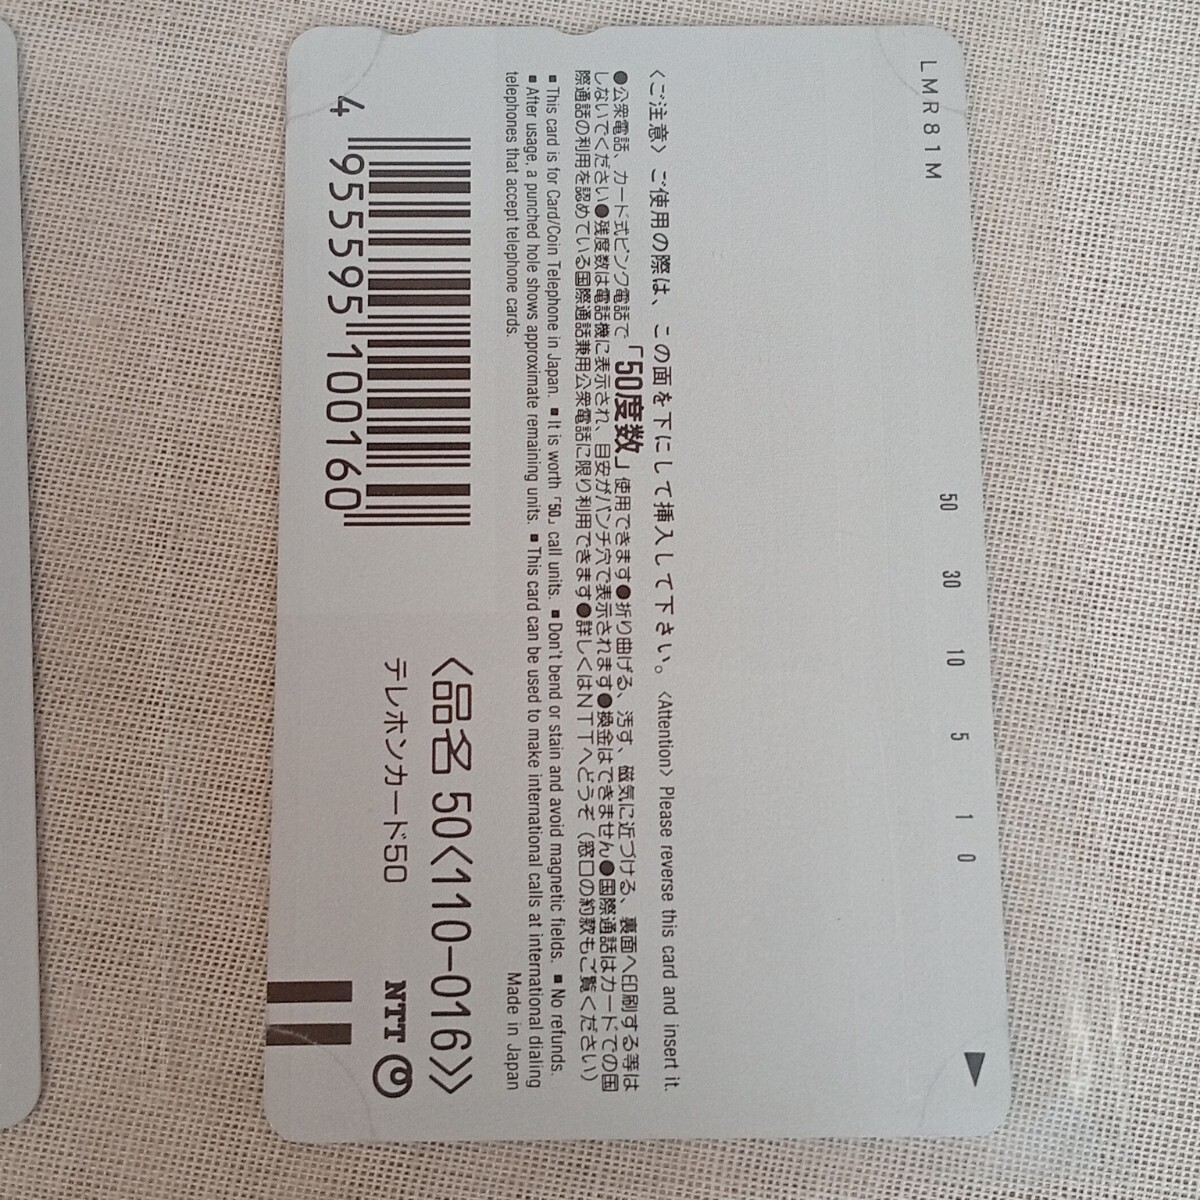 LMR81M
50 30 10 5 1 0
〈ご注意〉ご使用の際は、この面を下にして挿入して下さい。〈Attention〉Please reverse this card and insert it.
●公衆電話、カード式ピンク電話で「50度数」使用できます●折り曲げる、汚す、磁気に近づける、裏面へ印刷する等は
しないでください●残度数は電話機に表示され、目安がパンチ穴で表示されます●換金はできません●国際通話はカードでの国
際通話の利用を認めている国際通話兼用公衆電話に限り利用できます●詳しくはNTTへどうぞ（窓口の約款もご覧ください）
■This card is for Card/Coin Telephone in Japan. ■It is worth「50」call units. ■Don't bend or stain and avoid magnetic fields. ■No refunds.
■After usage, a punched hole shows approximate remaining units. ■This card can be used to make international calls at international dialing
telephones that accept telephone cards.
Made in Japan
4 955595 100160
〈品名 50〈110-016〉〉
テレホンカード50
NTT